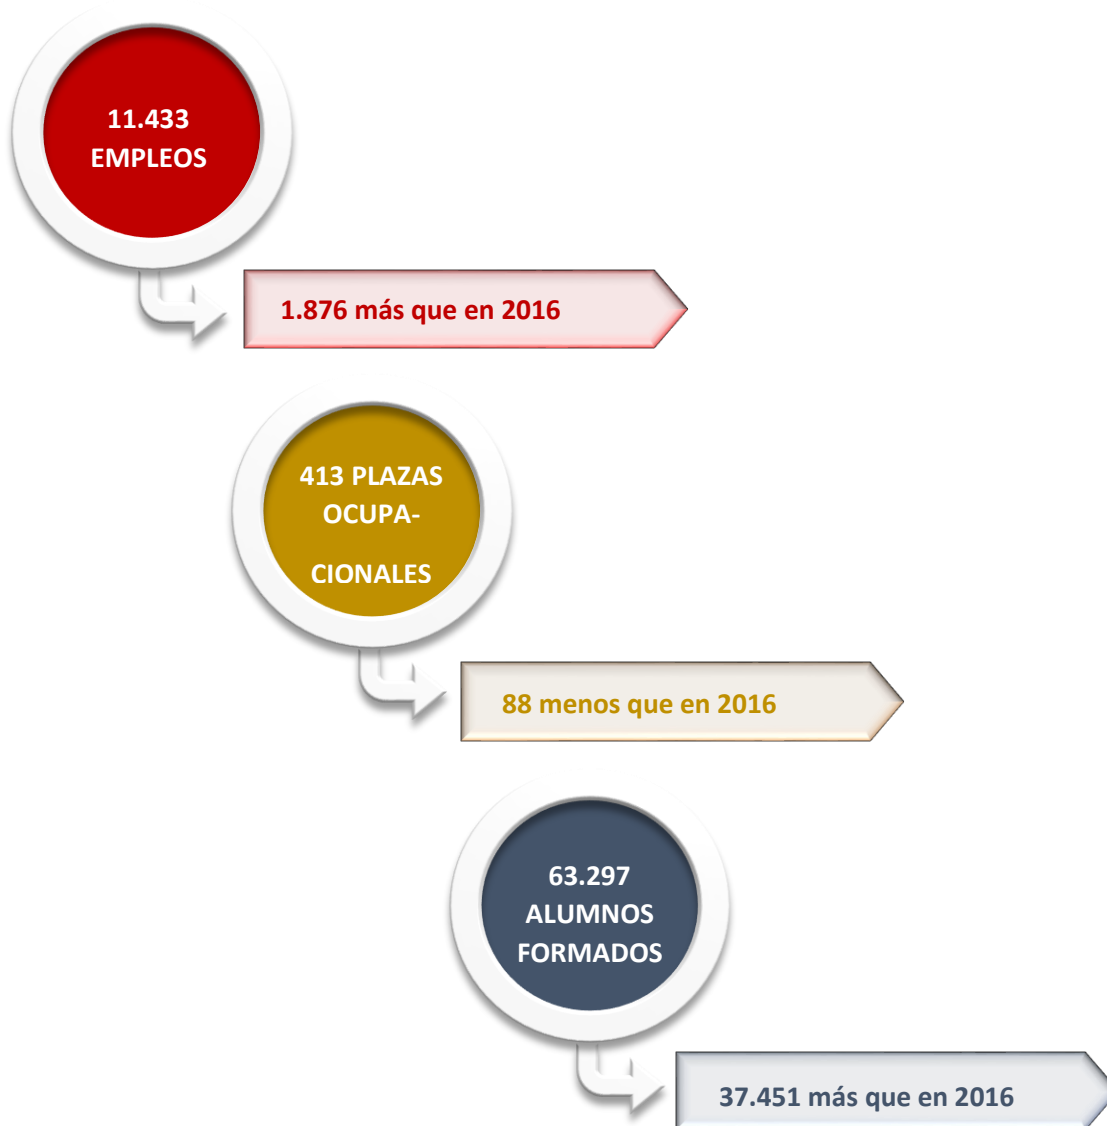 11.433
EMPLEOS
1.876 más que en 2016
413 PLAZAS
OCUPA-
CIONALES
88 menos que en 2016
63.297
ALUMNOS
FORMADOS
37.451 más que en 2016